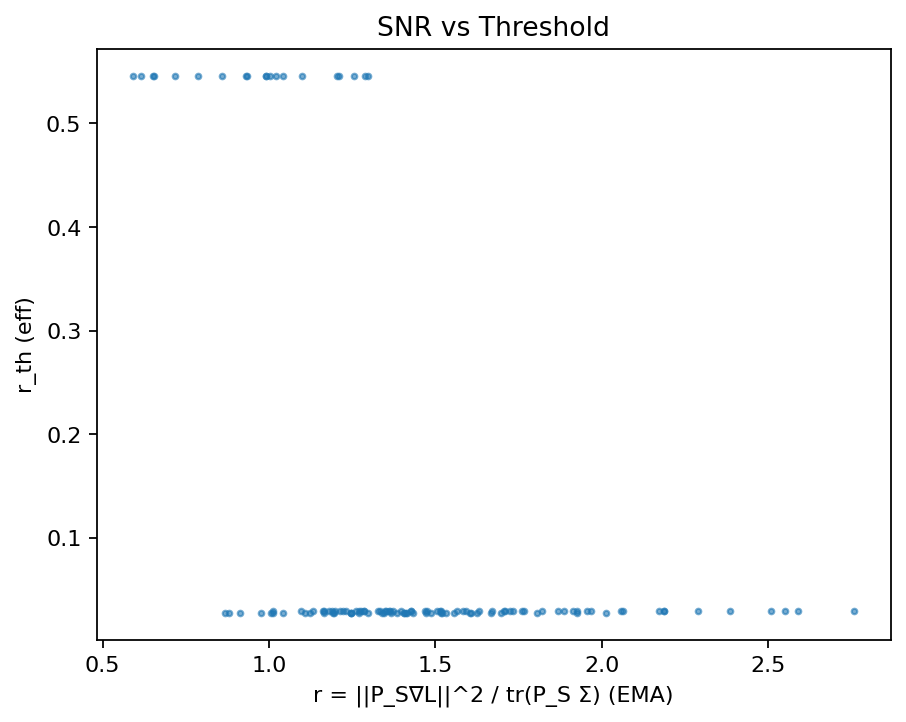 SNR vs Threshold
r_th (eff)
0.5
0.4
0.3
0.2
0.1
0.5 1.0 1.5 2.0 2.5
r = ||P_S∇L||^2 / tr(P_S Σ) (EMA)